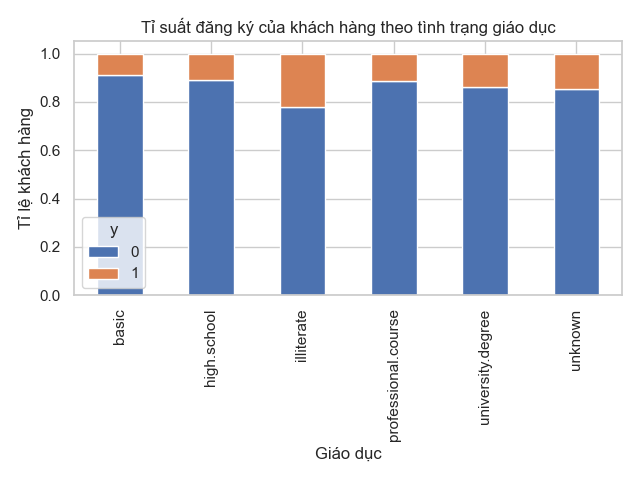 Tỉ suất đăng ký của khách hàng theo tình trạng giáo dục
Tỉ lệ khách hàng
1.0
0.8
0.6
0.4
0.2
0.0
y
0
1
basic
high.school
illiterate
professional.course
university.degree
unknown
Giáo dục